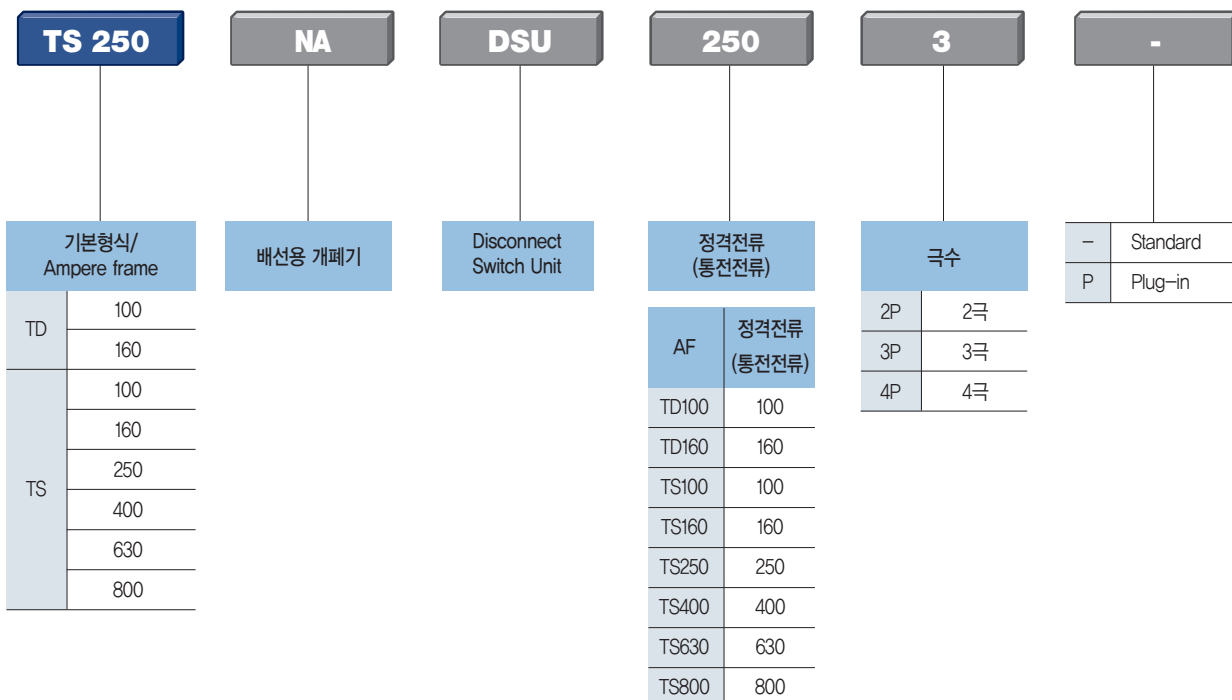 TS 250 NA DSU 250 3 -
기본형식/
Ampere frame
TD 100
160
TS 100
160
250
400
630
800
배선용 개폐기
Disconnect
Switch Unit
정격전류
(통전전류)
AF 정격전류
(통전전류)
TD100 100
TD160 160
TS100 100
TS160 160
TS250 250
TS400 400
TS630 630
TS800 800
극수
2P 2극
3P 3극
4P 4극
- Standard
P Plug-in